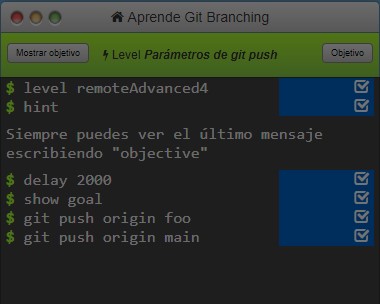 Aprende Git Branching
Mostrar objetivo
Level Parámetros de git push
Objetivo
$ level remoteAdvanced4
$ hint
Siempre puedes ver el último mensaje
escribiendo "objective"
$ delay 2000
$ show goal
$ git push origin foo
$ git push origin main